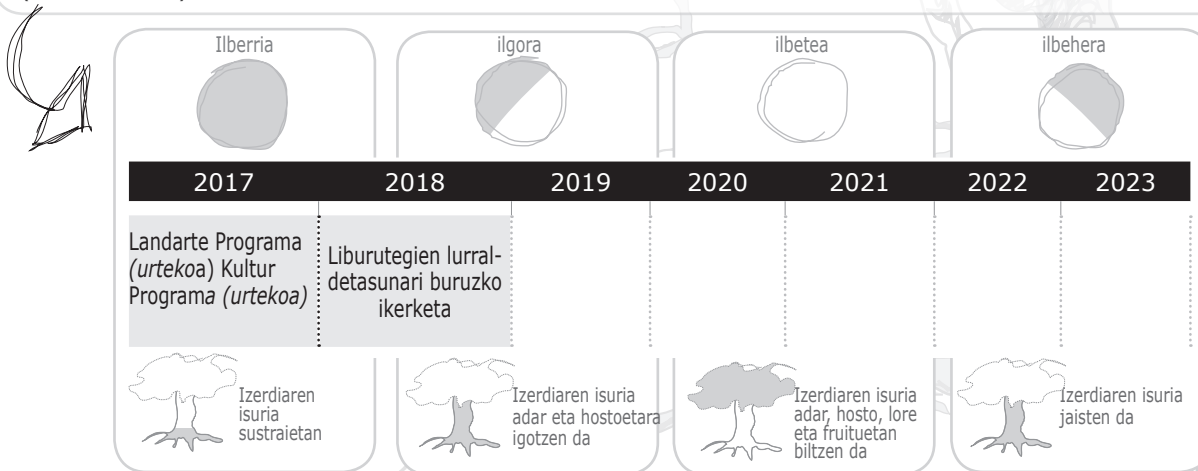 Ilberria
ilgora
ilbetea
ilbehera
2017 2018 2019 2020 2021 2022 2023
Landarte Programa
(urtekoa) Kultur
Programa (urtekoa)
Liburutegien lurral-
detasunari buruzko
ikerketa
Izerdiaren
isuria
sustraietan
Izerdiaren isuria
adar eta hostoetara
igotzen da
Izerdiaren isuria
adar, hosto, lore
eta fruituetan
biltzen da
Izerdiaren isuria
jaisten da